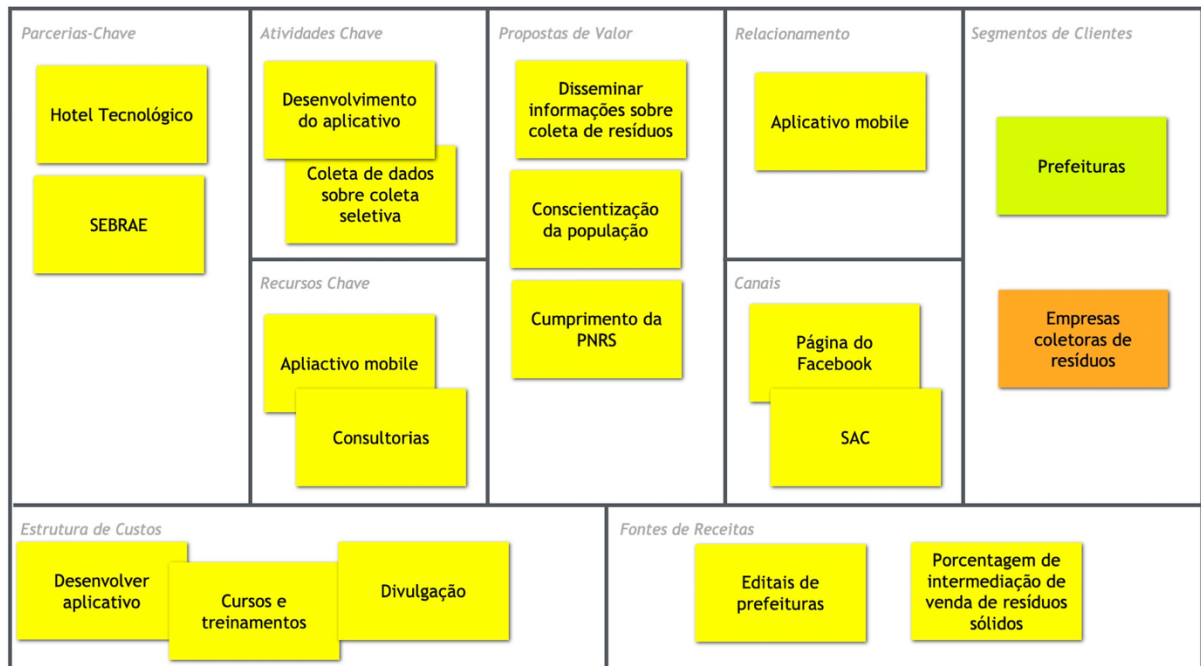 Parcerias-Chave
Hotel Tecnológico
SEBRAE
Atividades Chave
Desenvolvimento
do aplicativo
Coleta de dados
sobre coleta
seletiva
Recursos Chave
Apliactivo mobile
Consultorias
Propostas de Valor
Disseminar
informações sobre
coleta de resíduos
Conscientização
da população
Cumprimento da
PNRS
Relacionamento
Aplicativo mobile
Canais
Página do
Facebook
SAC
Segmentos de Clientes
Prefeituras
Empresas
coletoras de
resíduos
Estrutura de Custos
Desenvolver
aplicativo
Cursos e
treinamentos
Divulgação
Fontes de Receitas
Editais de
prefeituras
Porcentagem de
intermediação de
venda de resíduos
sólidos